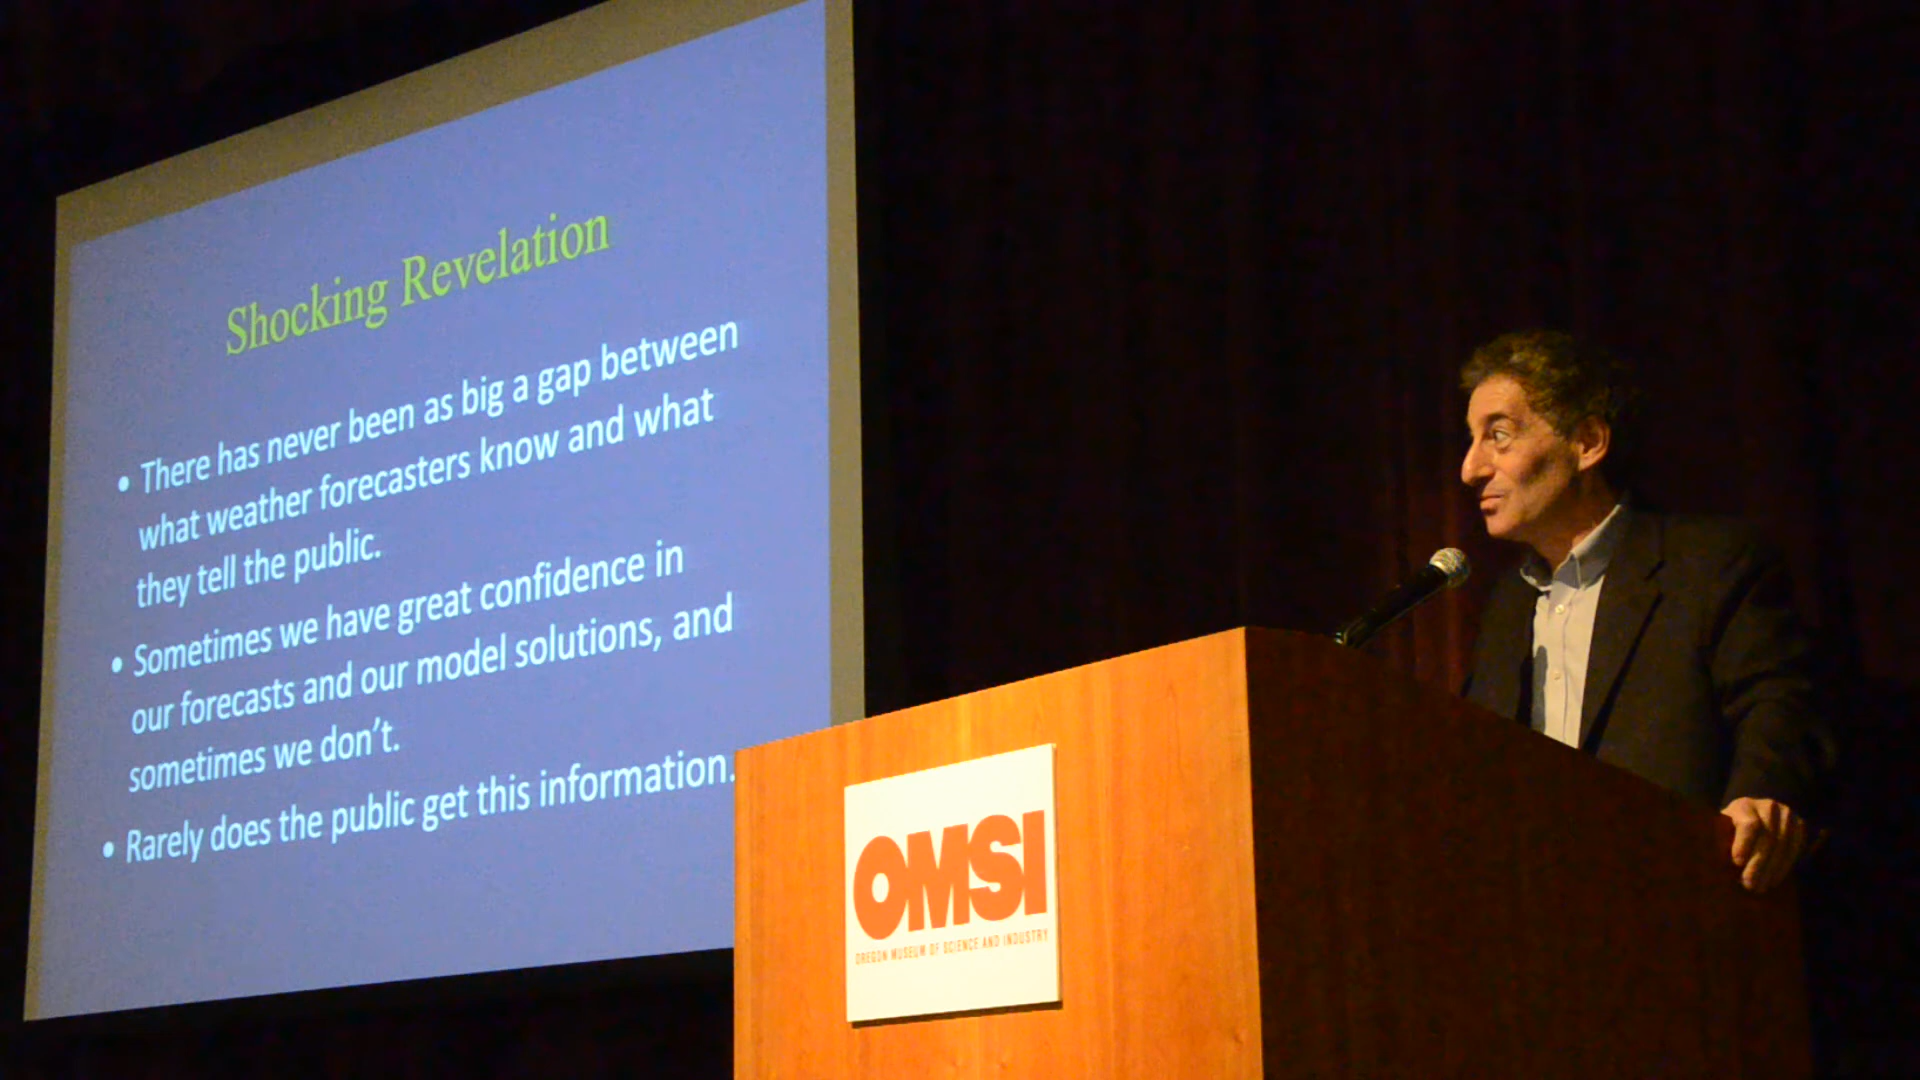 Shocking Revelation
• There has never been as big a gap between
what weather forecasters know and what
they tell the public.
• Sometimes we have great confidence in
our forecasts and our model solutions, and
sometimes we don't.
• Rarely does the public get this information.
OMSI
OREGON MUSEUM OF SCIENCE AND INDUSTRY